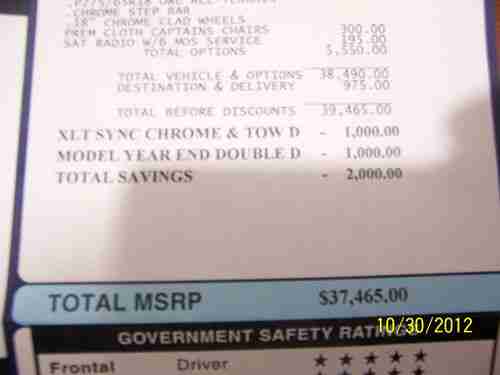 .CHROME STEP BAR
.18" CHROME CLAD WHEELS
PREM CLOTH CAPTAINS CHAIRS 300.00
SAT RADIO W/6 MOS SERVICE 195.00
TOTAL OPTIONS 5,550.00
TOTAL VEHICLE & OPTIONS 38,490.00
DESTINATION & DELIVERY 975.00
TOTAL BEFORE DISCOUNTS 39,465.00
XLT SYNC CHROME & TOW D - 1,000.00
MODEL YEAR END DOUBLE D - 1,000.00
TOTAL SAVINGS - 2,000.00
TOTAL MSRP $37,465.00
10/30/2012
GOVERNMENT SAFETY RATINGS
Frontal Driver ★★★★★